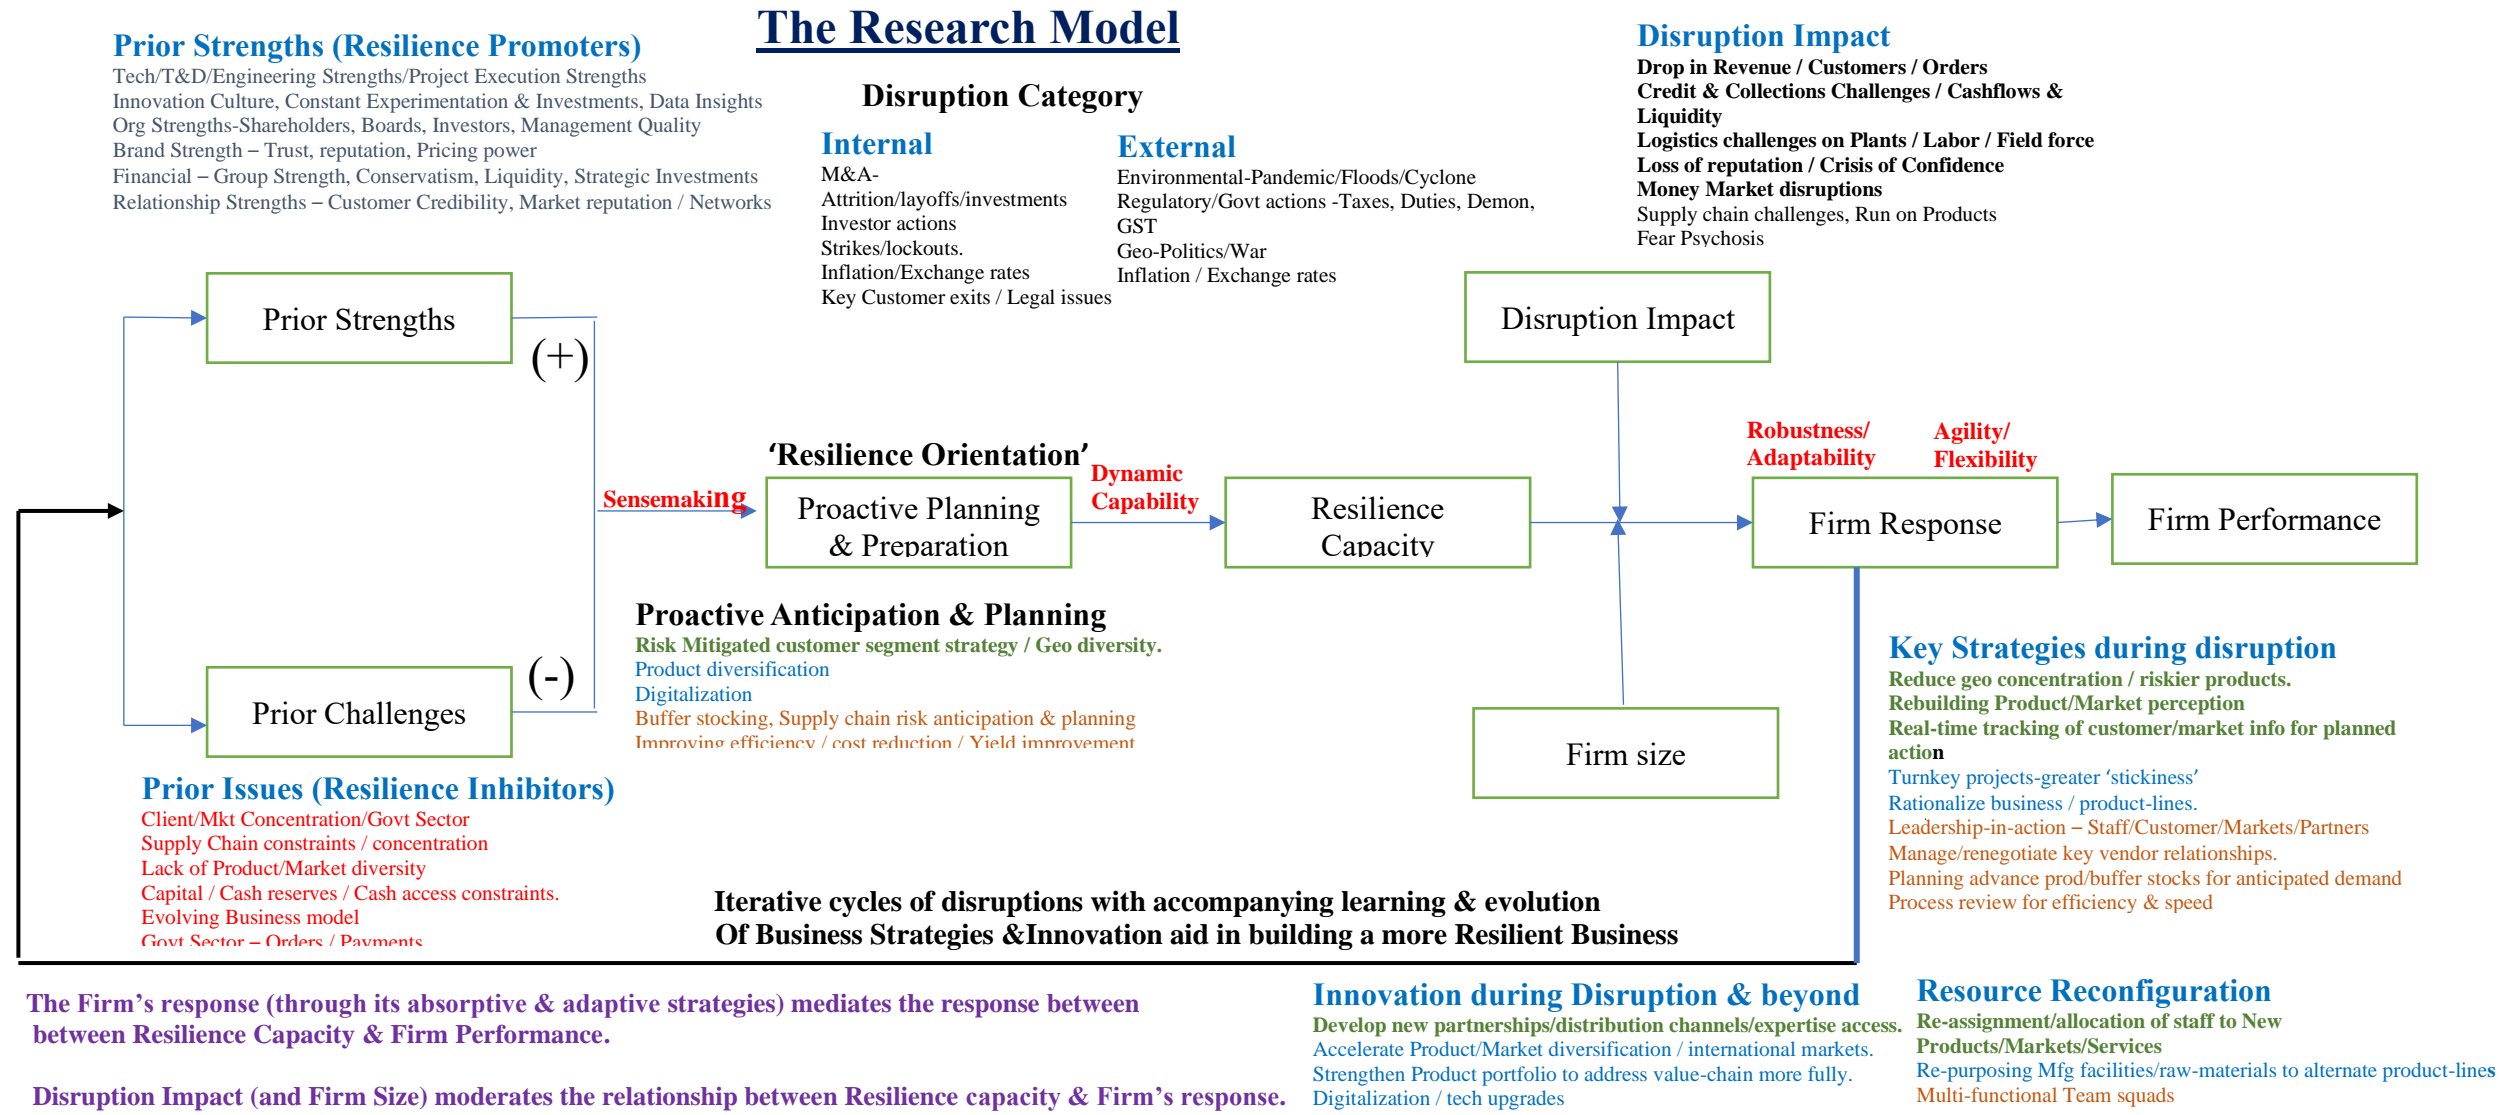 The Research Model
Prior Strengths (Resilience Promoters)
Tech/T&D/Engineering Strengths/Project Execution Strengths
Innovation Culture, Constant Experimentation & Investments, Data Insights
Org Strengths-Shareholders, Boards, Investors, Management Quality
Brand Strength – Trust, reputation, Pricing power
Financial – Group Strength, Conservatism, Liquidity, Strategic Investments
Relationship Strengths – Customer Credibility, Market reputation / Networks
Disruption Category
Internal
M&A-
Attrition/layoffs/investments
Investor actions
Strikes/lockouts.
Inflation/Exchange rates
Key Customer exits / Legal issues
External
Environmental-Pandemic/Floods/Cyclone
Regulatory/Govt actions -Taxes, Duties, Demon,
GST
Geo-Politics/War
Inflation / Exchange rates
Disruption Impact
Drop in Revenue / Customers / Orders
Credit & Collections Challenges / Cashflows &
Liquidity
Logistics challenges on Plants / Labor / Field force
Loss of reputation / Crisis of Confidence
Money Market disruptions
Supply chain challenges, Run on Products
Fear Psychosis
Prior Strengths
(+)
Disruption Impact
Sensemaking
‘Resilience Orientation’
Proactive Planning
& Preparation
Dynamic
Capability
Resilience
Capacity
Robustness/
Adaptability
Agility/
Flexibility
Firm Response
Firm Performance
Prior Challenges
(-)
Firm size
Proactive Anticipation & Planning
Risk Mitigated customer segment strategy / Geo diversity.
Product diversification
Digitalization
Buffer stocking, Supply chain risk anticipation & planning
Improving efficiency / cost reduction / Yield improvement
Key Strategies during disruption
Reduce geo concentration / riskier products.
Rebuilding Product/Market perception
Real-time tracking of customer/market info for planned
action
Turnkey projects-greater ‘stickiness’
Rationalize business / product-lines.
Leadership-in-action – Staff/Customer/Markets/Partners
Manage/renegotiate key vendor relationships.
Planning advance prod/buffer stocks for anticipated demand
Process review for efficiency & speed
Prior Issues (Resilience Inhibitors)
Client/Mkt Concentration/Govt Sector
Supply Chain constraints / concentration
Lack of Product/Market diversity
Capital / Cash reserves / Cash access constraints.
Evolving Business model
Govt Sector – Orders / Payments
Iterative cycles of disruptions with accompanying learning & evolution
Of Business Strategies &Innovation aid in building a more Resilient Business
The Firm’s response (through its absorptive & adaptive strategies) mediates the response between
between Resilience Capacity & Firm Performance.
Disruption Impact (and Firm Size) moderates the relationship between Resilience capacity & Firm’s response.
Innovation during Disruption & beyond
Develop new partnerships/distribution channels/expertise access.
Accelerate Product/Market diversification / international markets.
Strengthen Product portfolio to address value-chain more fully.
Digitalization / tech upgrades
Resource Reconfiguration
Re-assignment/allocation of staff to New
Products/Markets/Services
Re-purposing Mfg facilities/raw-materials to alternate product-lines
Multi-functional Team squads